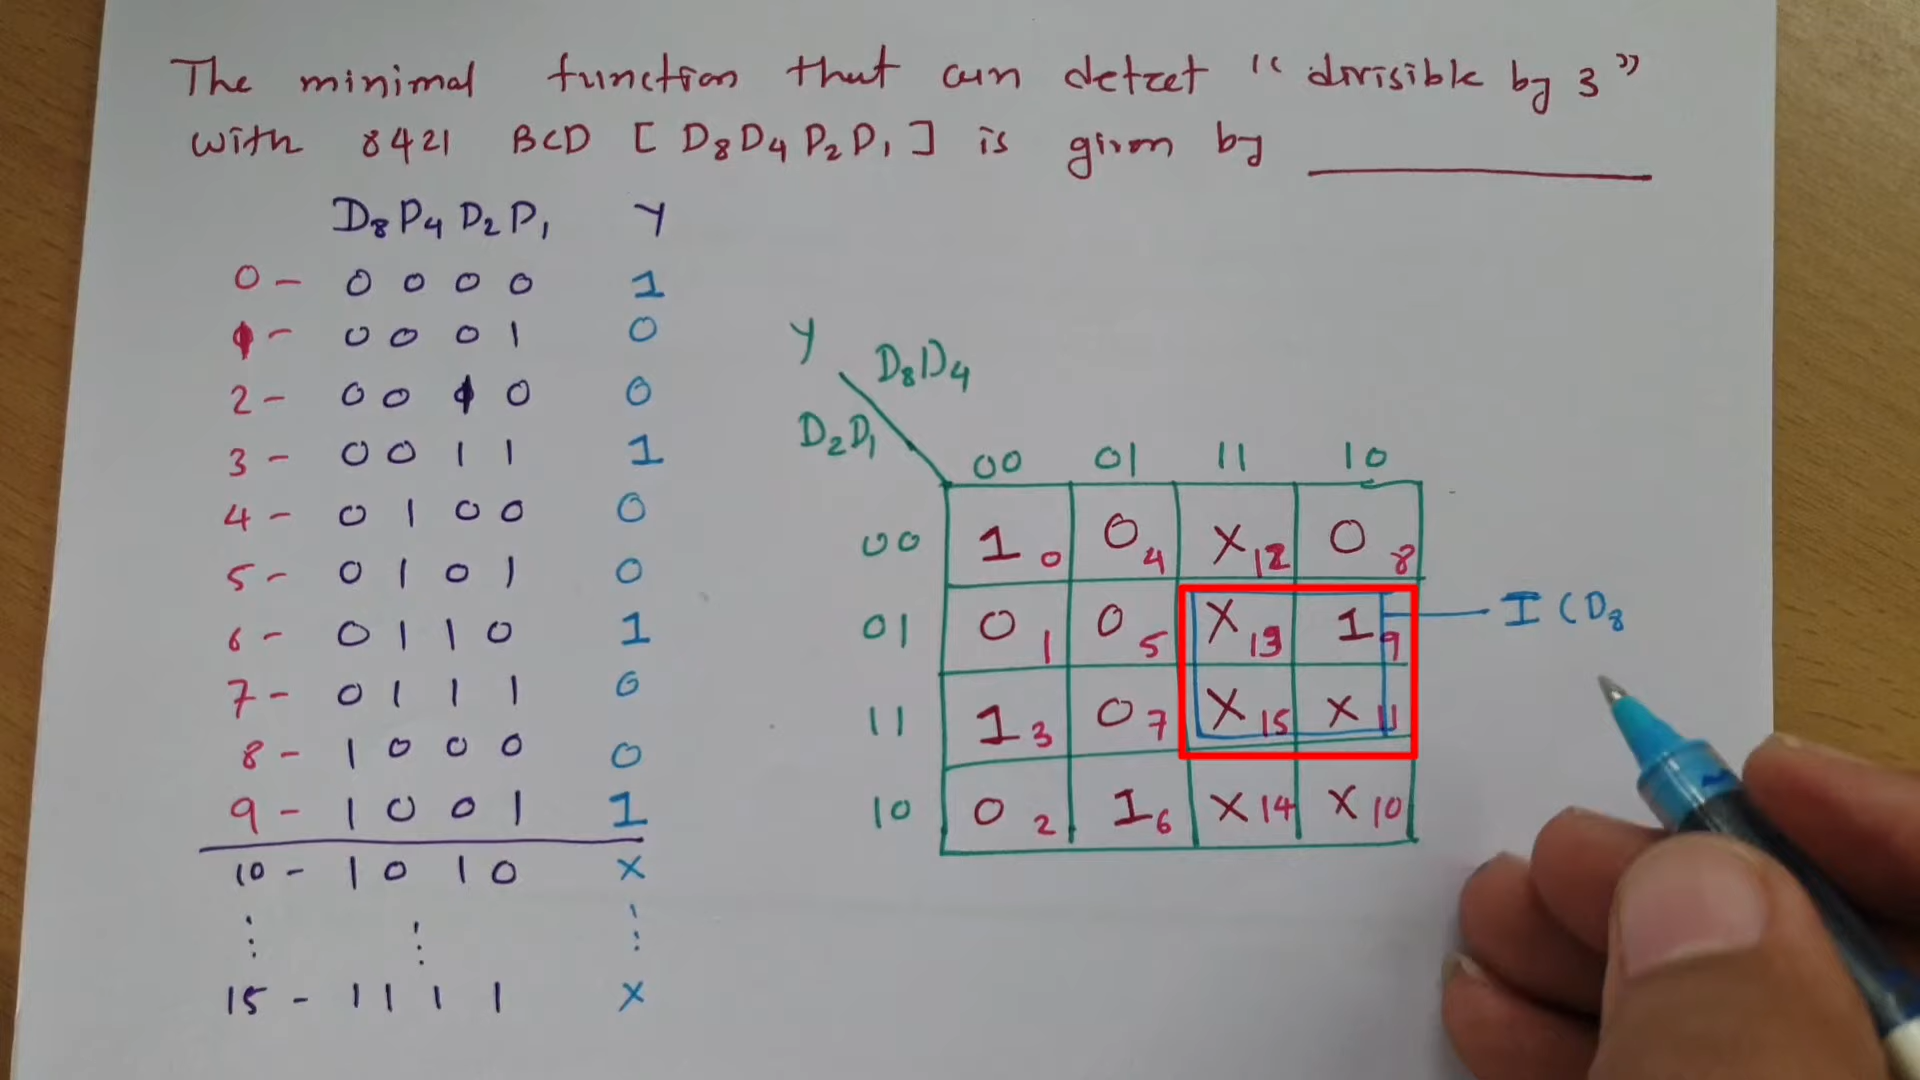 The minimal function that can detect "divisible by 3"
with 8421 BCD [ D8D4D2D1 ] is given by ________
D8 D4 D2 D1 Y
0 - 0 0 0 0 1
1 - 0 0 0 1 0
2 - 0 0 1 0 0
3 - 0 0 1 1 1
4 - 0 1 0 0 0
5 - 0 1 0 1 0
6 - 0 1 1 0 1
7 - 0 1 1 1 0
8 - 1 0 0 0 0
9 - 1 0 0 1 1
10 - 1 0 1 0 X
⋮ ⋮ ⋮
15 - 1 1 1 1 X
Y D8D4
D2D1
00 01 11 10
00 1 0 0 4 X 12 0 8
01 0 1 0 5 X 13 1 9 I (D8
11 1 3 0 7 X 15 X 11
10 0 2 1 6 X 14 X 10